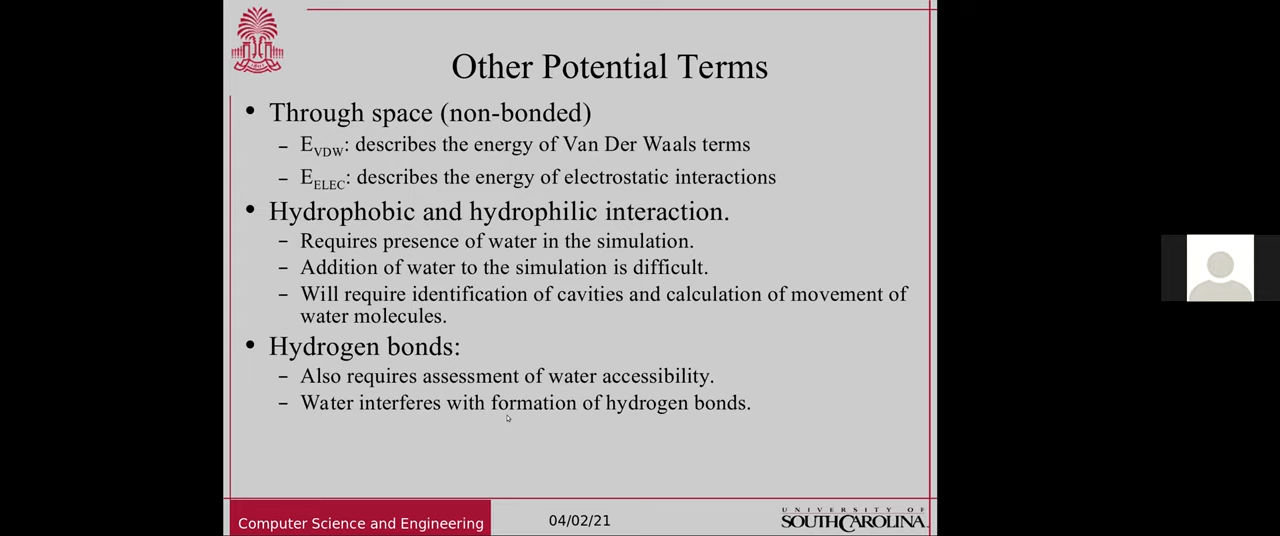 Other Potential Terms
• Through space (non-bonded)
– EVDW: describes the energy of Van Der Waals terms
– EELEC: describes the energy of electrostatic interactions
• Hydrophobic and hydrophilic interaction.
– Requires presence of water in the simulation.
– Addition of water to the simulation is difficult.
– Will require identification of cavities and calculation of movement of
water molecules.
• Hydrogen bonds:
– Also requires assessment of water accessibility.
– Water interferes with formation of hydrogen bonds.
Computer Science and Engineering
04/02/21
UNIVERSITY OF
SOUTH CAROLINA